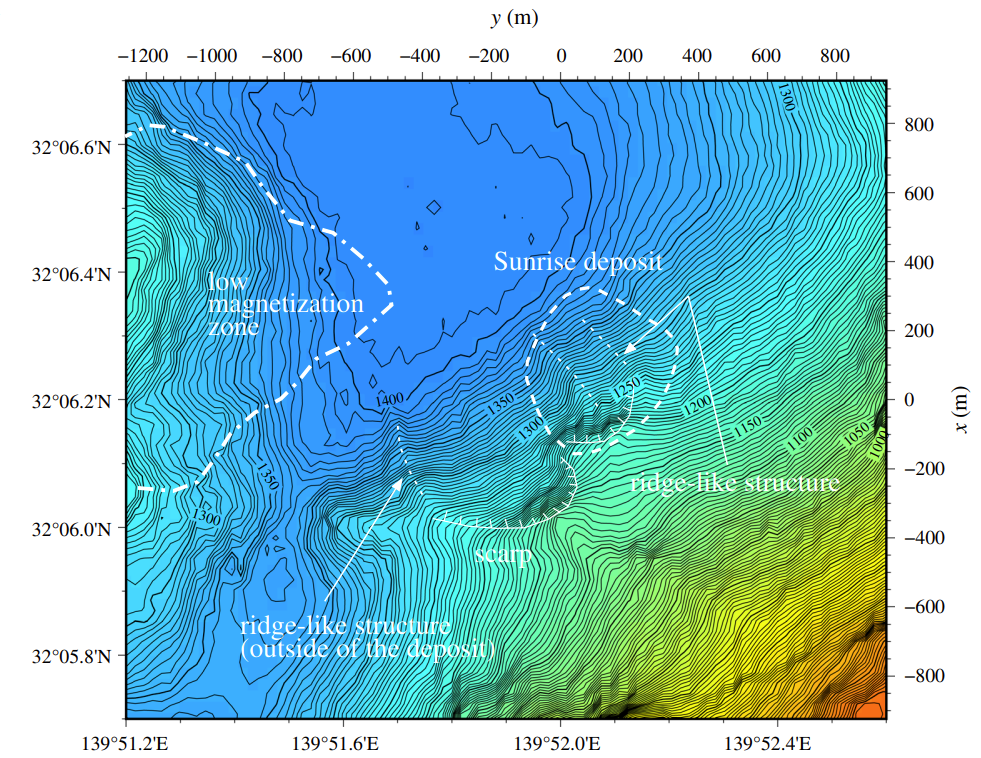 y (m)
−1200 −1000 −800 −600 −400 −200 0 200 400 600 800
1300
800
32°06.6'N
600
Sunrise deposit
400
32°06.4'N
low
magnetization
zone
200
1250
32°06.2'N
1400
1350
1200
0
x (m)
1300
1150
1100
1050
1000
1350
−200
ridge-like structure
1300
32°06.0'N
−400
scarp
−600
ridge-like structure
(outside of the deposit)
32°05.8'N
−800
139°51.2'E 139°51.6'E 139°52.0'E 139°52.4'E